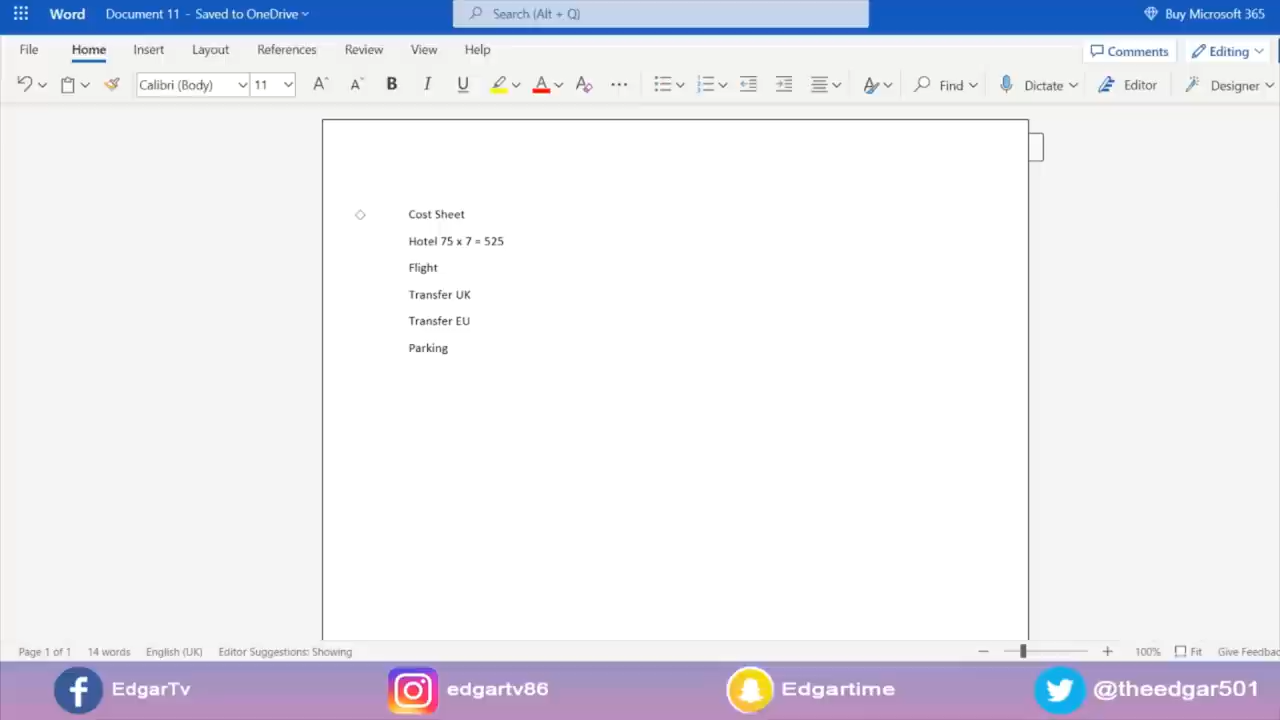 Word Document 11 - Saved to OneDrive Search (Alt + Q) Buy Microsoft 365
File Home Insert Layout References Review View Help Comments Editing
Calibri (Body) 11 A A B I U A A Find Dictate Editor Designer
Cost Sheet
Hotel 75 x 7 = 525
Flight
Transfer UK
Transfer EU
Parking
Page 1 of 1 14 words English (UK) Editor Suggestions: Showing 100% Fit Give Feedbac
EdgarTv edgartv86 Edgartime @theedgar501